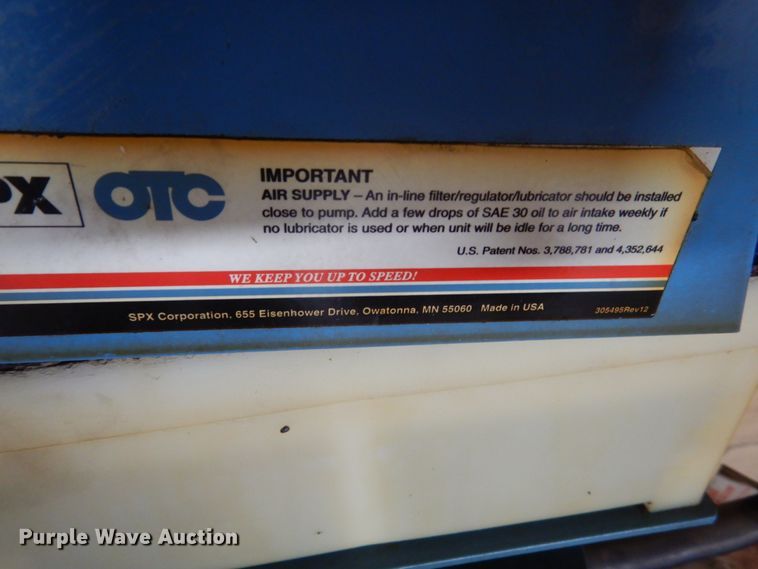 PX OTC
IMPORTANT
AIR SUPPLY – An in-line filter/regulator/lubricator should be installed
close to pump. Add a few drops of SAE 30 oil to air intake weekly if
no lubricator is used or when unit will be idle for a long time.
U.S. Patent Nos. 3,788,781 and 4,352,644
WE KEEP YOU UP TO SPEED!
SPX Corporation, 655 Eisenhower Drive, Owatonna, MN 55060 Made in USA
305495Rev12
Purple Wave Auction